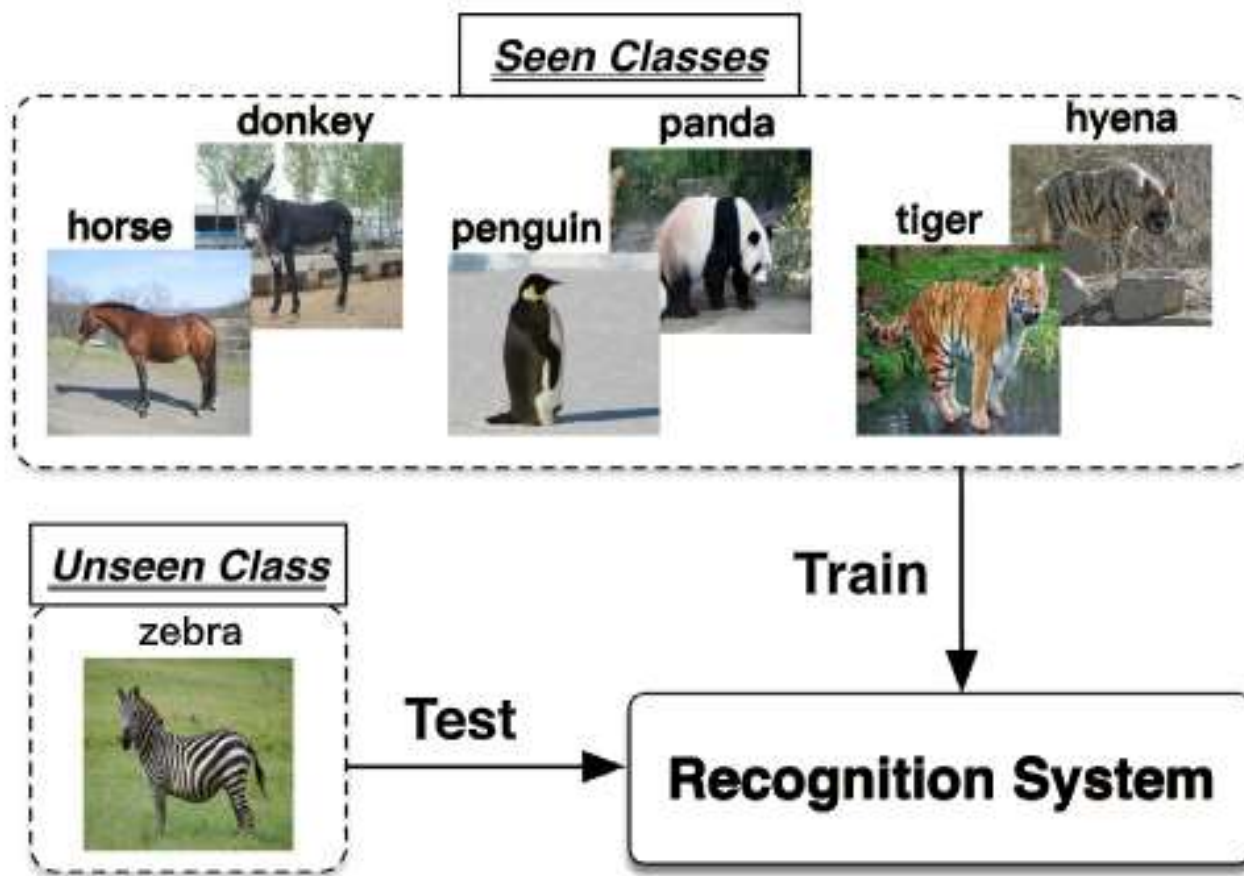 Seen Classes
donkey
panda
hyena
horse
penguin
tiger
Unseen Class
zebra
Train
Test
Recognition System